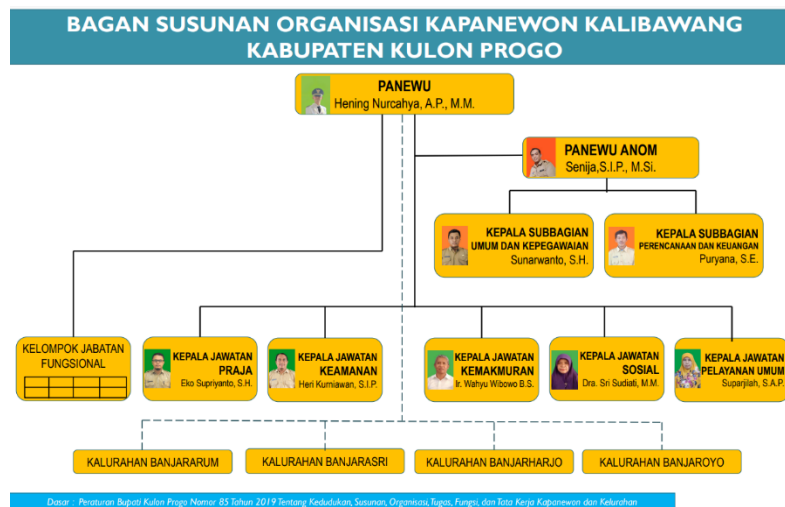 BAGAN SUSUNAN ORGANISASI KAPANEWON KALIBAWANG
KABUPATEN KULON PROGO
PANEWU
Hening Nurcahya, A.P., M.M.
PANEWU ANOM
Senija,S.I.P., M.Si.
KEPALA SUBBAGIAN
UMUM DAN KEPEGAWAIAN
Sunarwanto, S.H.
KEPALA SUBBAGIAN
PERENCANAAN DAN KEUANGAN
Puryana, S.E.
KELOMPOK JABATAN
FUNGSIONAL
KEPALA JAWATAN
PRAJA
Eko Supriyanto, S.H.
KEPALA JAWATAN
KEAMANAN
Heri Kurniawan, S.I.P.
KEPALA JAWATAN
KEMAKMURAN
Ir. Wahyu Wibowo B.S.
KEPALA JAWATAN
SOSIAL
Dra. Sri Sudiati, M.M.
KEPALA JAWATAN
PELAYANAN UMUM
Suparjilah, S.A.P.
KALURAHAN BANJARARUM
KALURAHAN BANJARASRI
KALURAHAN BANJARHARJO
KALURAHAN BANJAROYO
Dasar : Peraturan Bupati Kulon Progo Nomor 85 Tahun 2019 Tentang Kedudukan, Susunan, Organisasi,Tugas, Fungsi, dan Tata Kerja Kapanewon dan Kelurahan